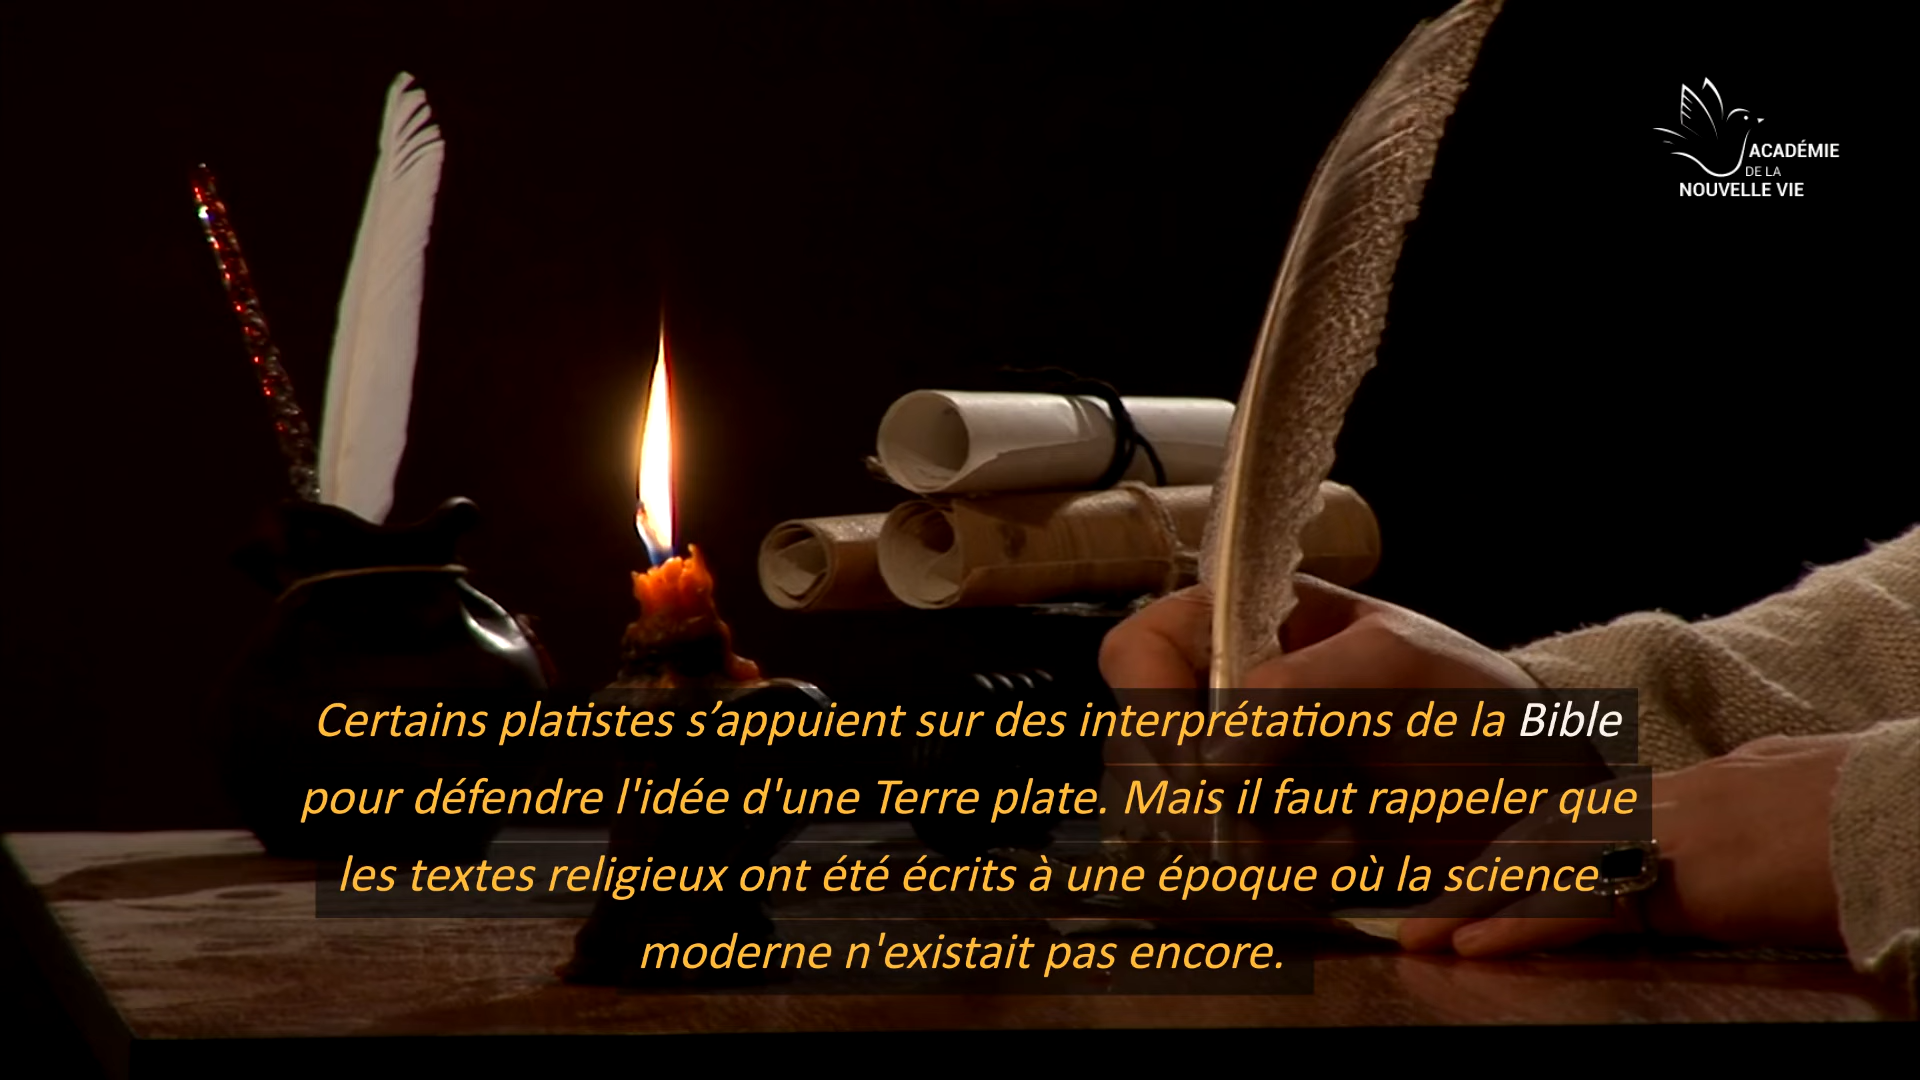 ACADÉMIE
DE LA
NOUVELLE VIE
Certains platistes s’appuient sur des interprétations de la Bible
pour défendre l'idée d'une Terre plate. Mais il faut rappeler que
les textes religieux ont été écrits à une époque où la science
moderne n'existait pas encore.